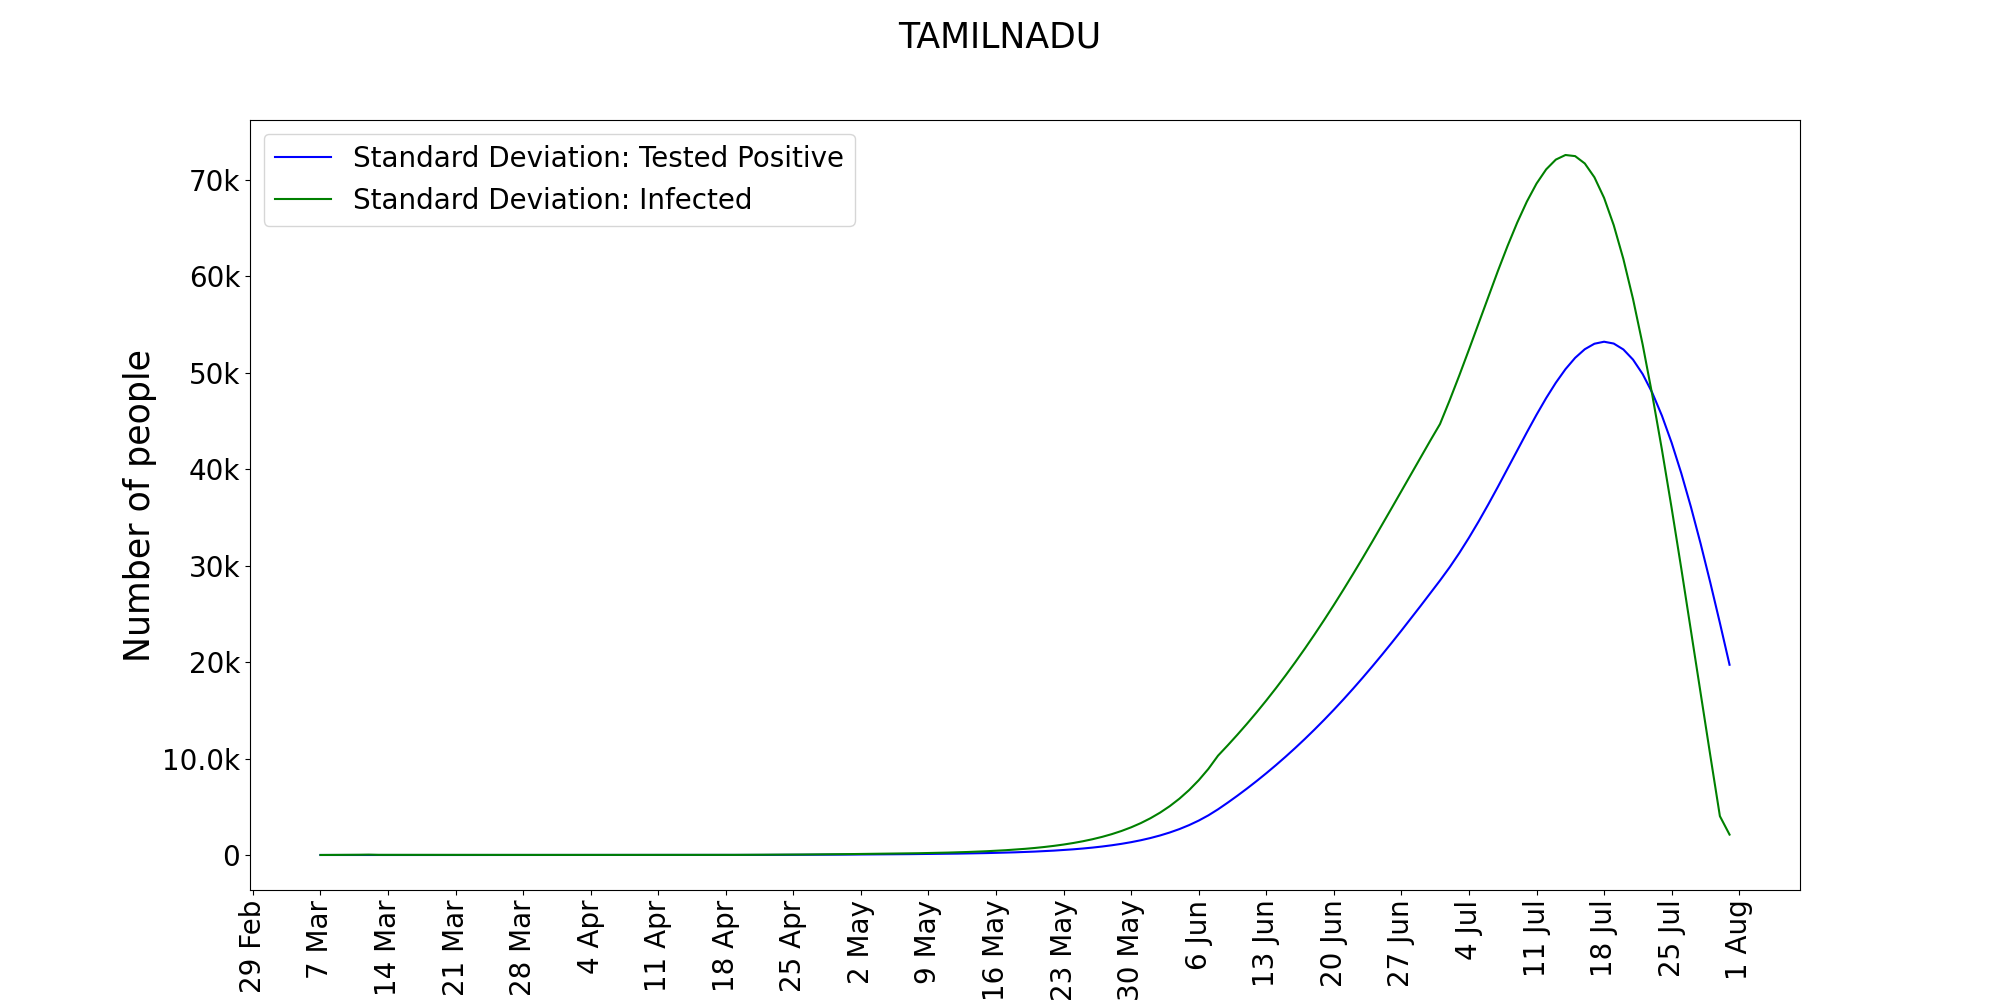 TAMILNADU
Standard Deviation: Tested Positive
Standard Deviation: Infected
Number of people
70k
60k
50k
40k
30k
20k
10.0k
0
29 Feb
7 Mar
14 Mar
21 Mar
28 Mar
4 Apr
11 Apr
18 Apr
25 Apr
2 May
9 May
16 May
23 May
30 May
6 Jun
13 Jun
20 Jun
27 Jun
4 Jul
11 Jul
18 Jul
25 Jul
1 Aug